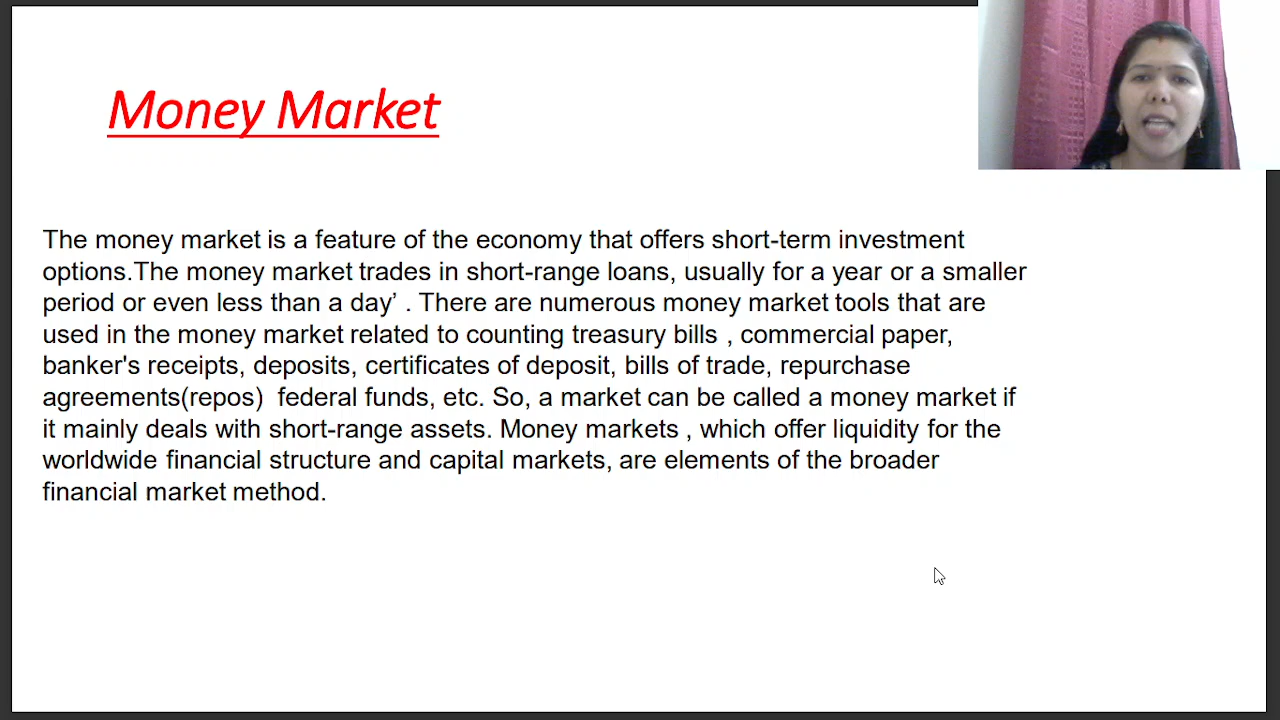 Money Market
The money market is a feature of the economy that offers short-term investment
options.The money market trades in short-range loans, usually for a year or a smaller
period or even less than a day’ . There are numerous money market tools that are
used in the money market related to counting treasury bills , commercial paper,
banker's receipts, deposits, certificates of deposit, bills of trade, repurchase
agreements(repos)  federal funds, etc. So, a market can be called a money market if
it mainly deals with short-range assets. Money markets , which offer liquidity for the
worldwide financial structure and capital markets, are elements of the broader
financial market method.